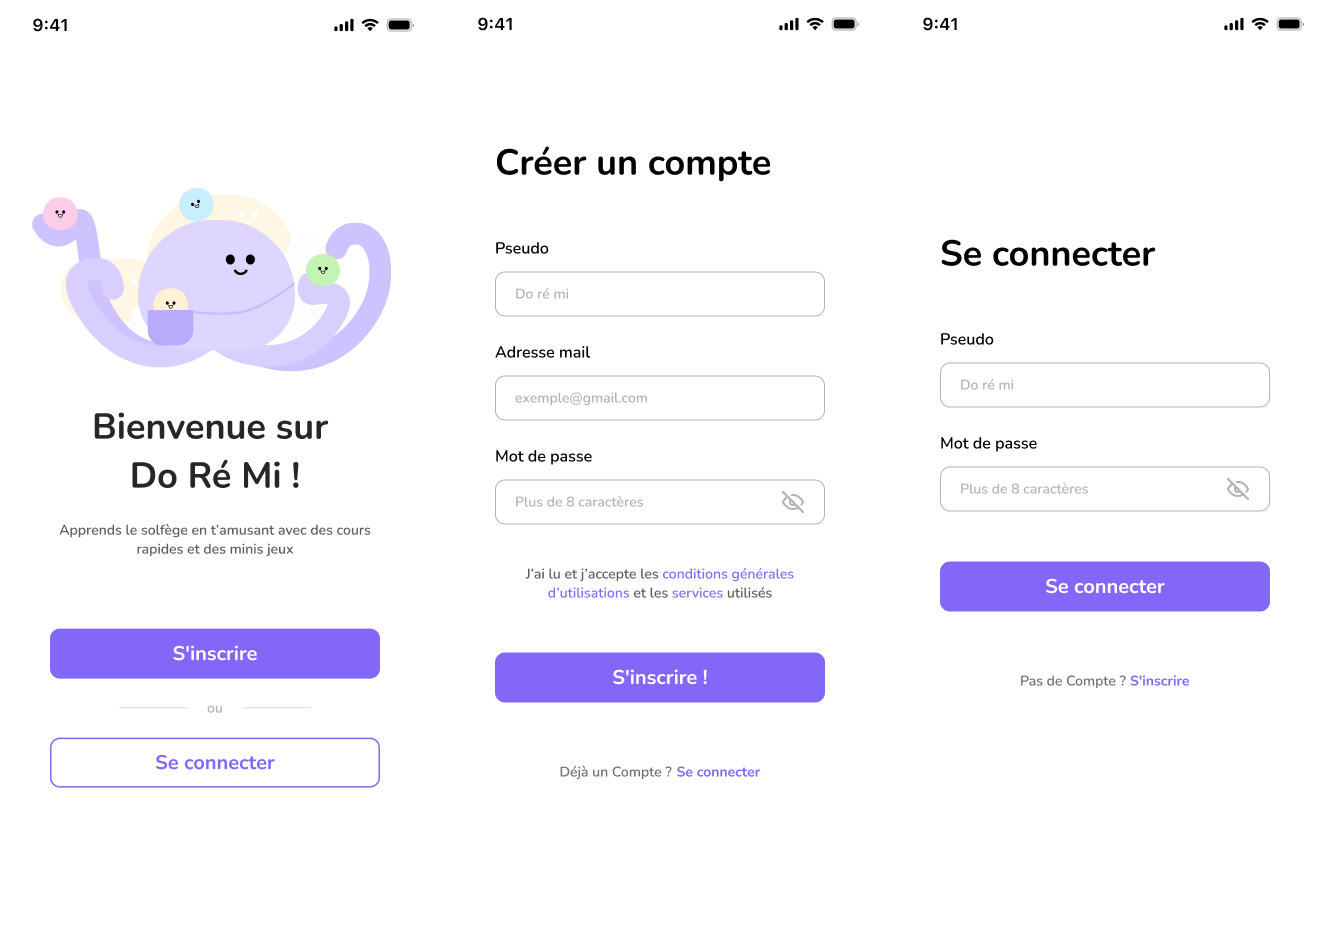 9:41
Bienvenue sur
Do Ré Mi !
Apprends le solfège en t'amusant avec des cours
rapides et des minis jeux
S'inscrire
ou
Se connecter
9:41
Créer un compte
Pseudo
Do ré mi
Adresse mail
exemple@gmail.com
Mot de passe
Plus de 8 caractères
J'ai lu et j'accepte les conditions générales
d'utilisations et les services utilisés
S'inscrire !
Déjà un Compte ? Se connecter
9:41
Se connecter
Pseudo
Do ré mi
Mot de passe
Plus de 8 caractères
Se connecter
Pas de Compte ? S'inscrire